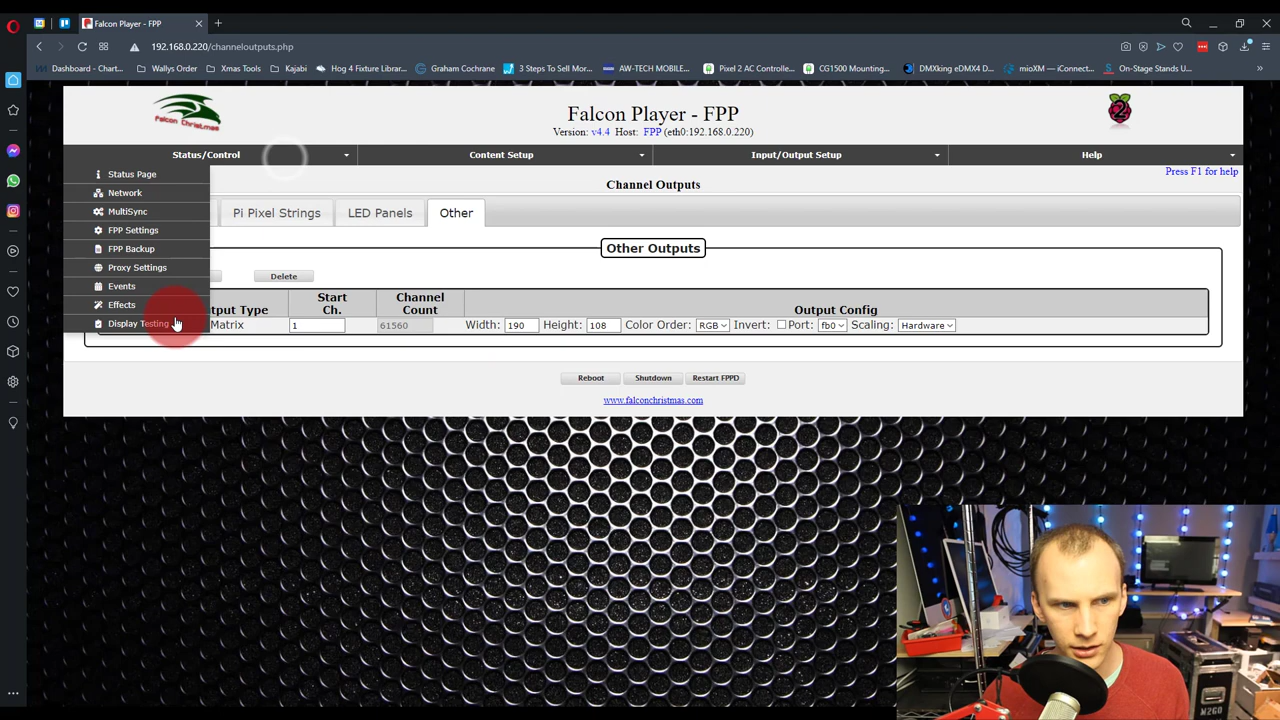 Falcon Player - FPP
192.168.0.220/channeloutputs.php
Dashboard - Chart...
Wallys Order
Xmas Tools
Kajabi
Hog 4 Fixture Librar...
Graham Cochrane
3 Steps To Sell Mor...
AW-TECH MOBILE...
Pixel 2 AC Controlle...
CG1500 Mounting...
DMXking eDMX4 D...
mioXM — iConnect...
On-Stage Stands U...
Falcon Christmas
Falcon Player - FPP
Version: v4.4 Host: FPP (eth0:192.168.0.220)
Status/Control
Content Setup
Input/Output Setup
Help
Press F1 for help
Status Page
Network
MultiSync
FPP Settings
FPP Backup
Proxy Settings
Events
Effects
Display Testing
Channel Outputs
Pi Pixel Strings
LED Panels
Other
Other Outputs
Delete
tput Type
Start Ch.
Channel Count
Output Config
Matrix
1
61560
Width: 190 Height: 108 Color Order: RGB Invert: Port: fb0 Scaling: Hardware
Reboot
Shutdown
Restart FPPD
www.falconchristmas.com